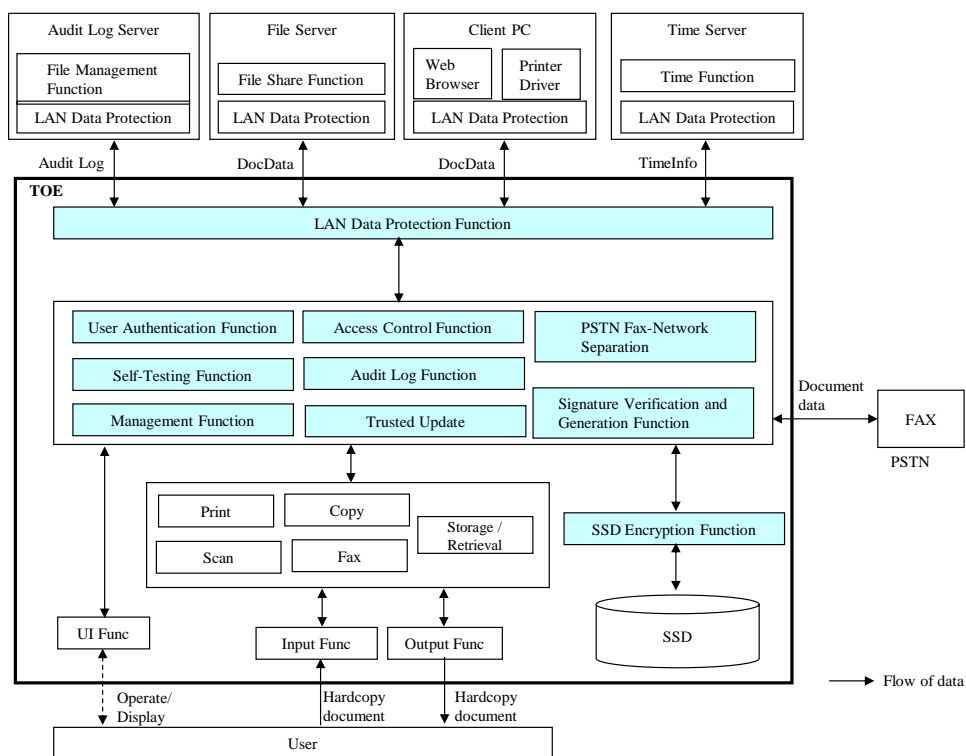 Audit Log Server
File Server
Client PC
Time Server
File Management
Function
LAN Data Protection
File Share Function
LAN Data Protection
Web
Browser
Printer
Driver
LAN Data Protection
Time Function
LAN Data Protection
Audit Log
DocData
DocData
TimeInfo
TOE
LAN Data Protection Function
User Authentication Function
Access Control Function
PSTN Fax-Network
Separation
Self-Testing Function
Audit Log Function
Management Function
Trusted Update
Signature Verification and
Generation Function
Document
data
FAX
PSTN
Print
Copy
Storage /
Retrieval
Scan
Fax
SSD Encryption Function
SSD
UI Func
Input Func
Output Func
Flow of data
Operate/
Display
Hardcopy
document
Hardcopy
document
User